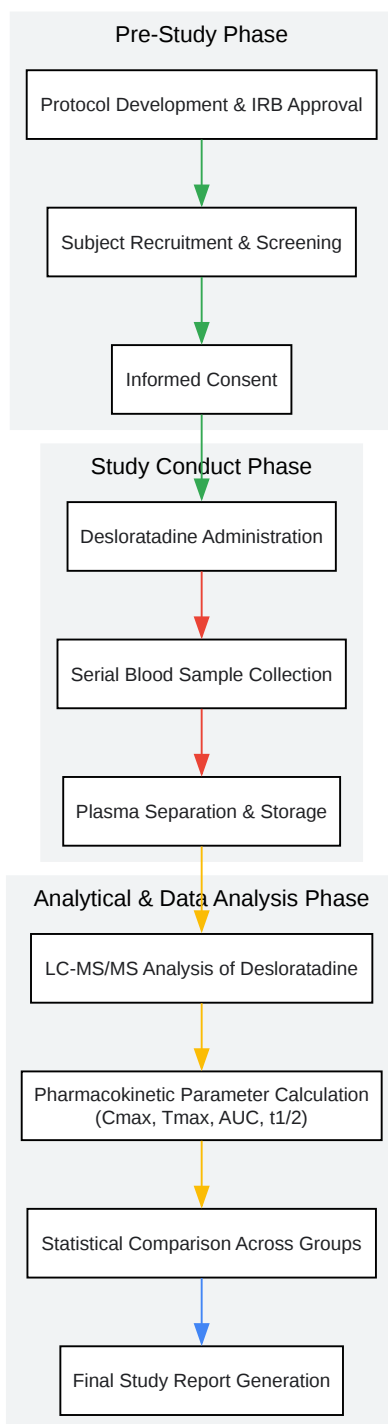 Pre-Study Phase
Protocol Development & IRB Approval
Subject Recruitment & Screening
Informed Consent
Study Conduct Phase
Desloratadine Administration
Serial Blood Sample Collection
Plasma Separation & Storage
Analytical & Data Analysis Phase
LC-MS/MS Analysis of Desloratadine
Pharmacokinetic Parameter Calculation
(Cmax, Tmax, AUC, t1/2)
Statistical Comparison Across Groups
Final Study Report Generation